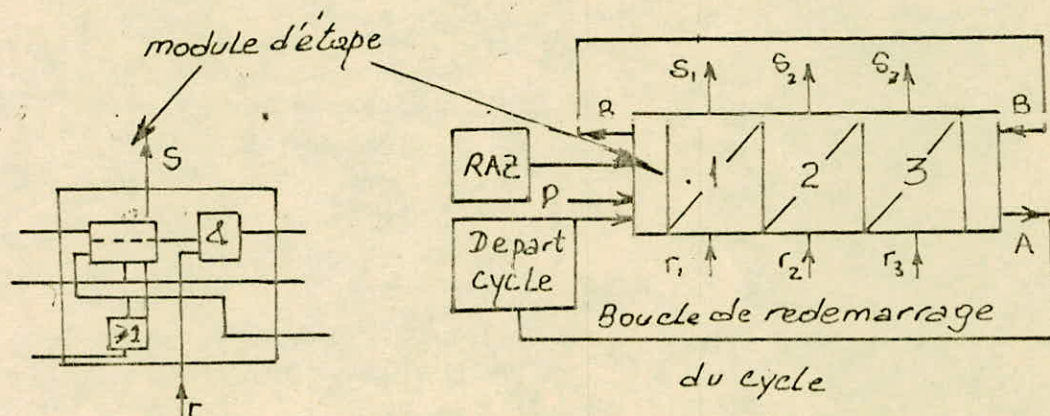 module d'étape
S
&
≥1
r
S₁ S₂ S₃
R
B
RAZ
P
1 2 3
Depart
Cycle
A
r₁ r₂ r₃
Boucle de redemarrage
du cycle